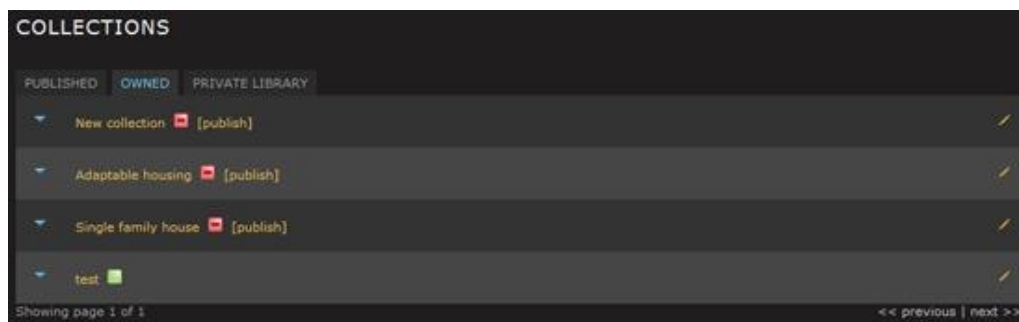 COLLECTIONS
PUBLISHED OWNED PRIVATE LIBRARY
New collection [publish]
Adaptable housing [publish]
Single family house [publish]
test
Showing page 1 of 1 << previous | next >>